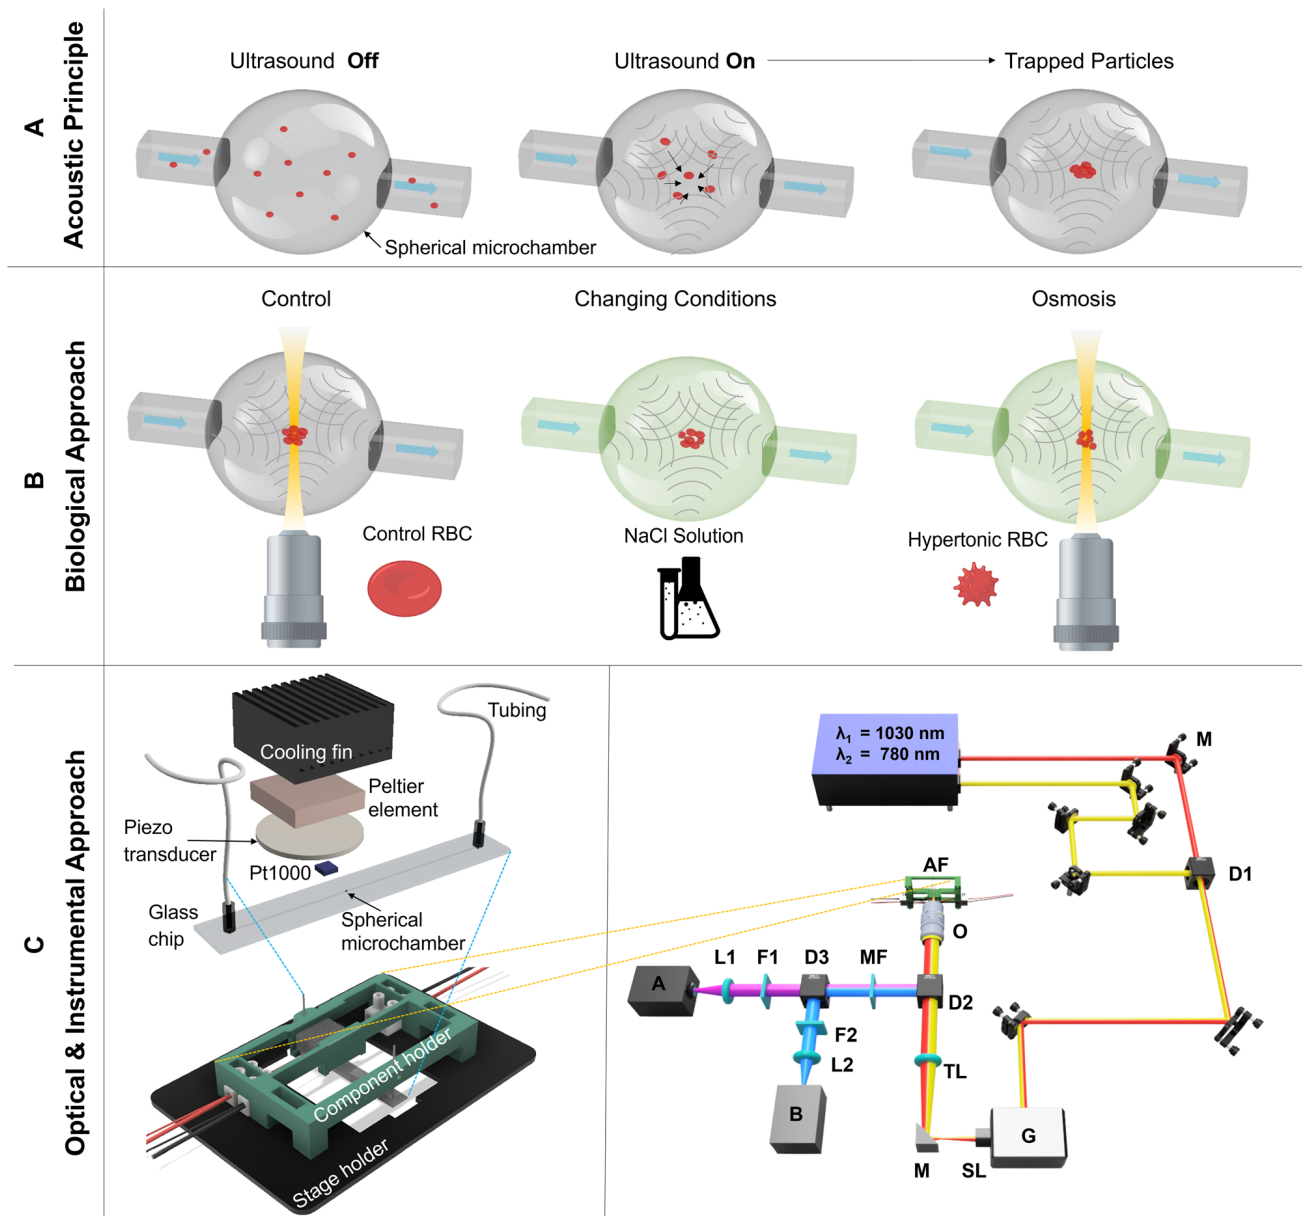 A
Acoustic Principle
Ultrasound Off
Ultrasound On
Trapped Particles
Spherical microchamber
B
Biological Approach
Control
Changing Conditions
Osmosis
Control RBC
NaCl Solution
Hypertonic RBC
C
Optical & Instrumental Approach
Cooling fin
Tubing
Peltier
element
Piezo
transducer
Pt1000
Glass
chip
Spherical
microchamber
Component holder
Stage holder
λ1 = 1030 nm
λ2 = 780 nm
M
D1
AF
O
L1
F1
D3
MF
A
D2
F2
L2
TL
B
G
M
SL